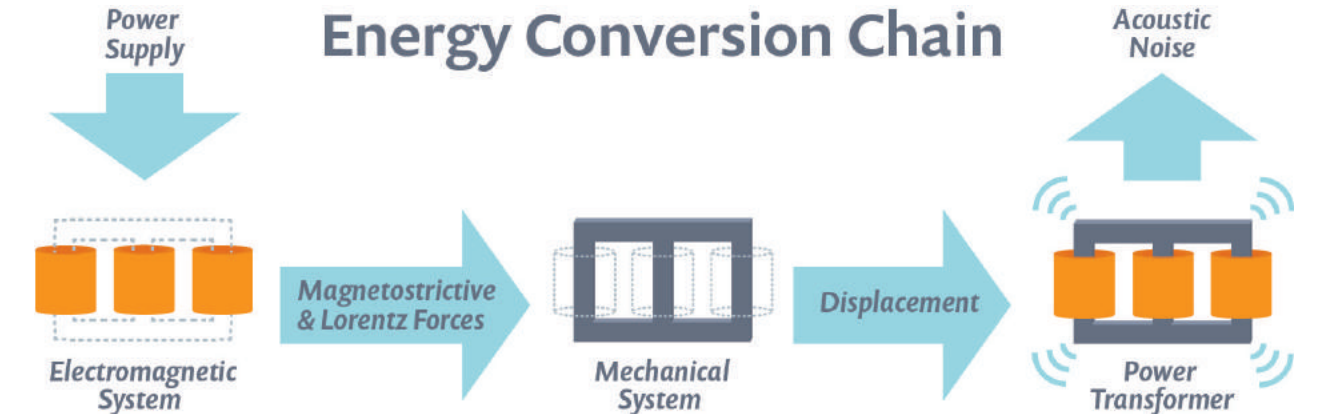 Power
Supply
Energy Conversion Chain
Acoustic
Noise
Magnetostrictive
& Lorentz Forces
Displacement
Electromagnetic
System
Mechanical
System
Power
Transformer